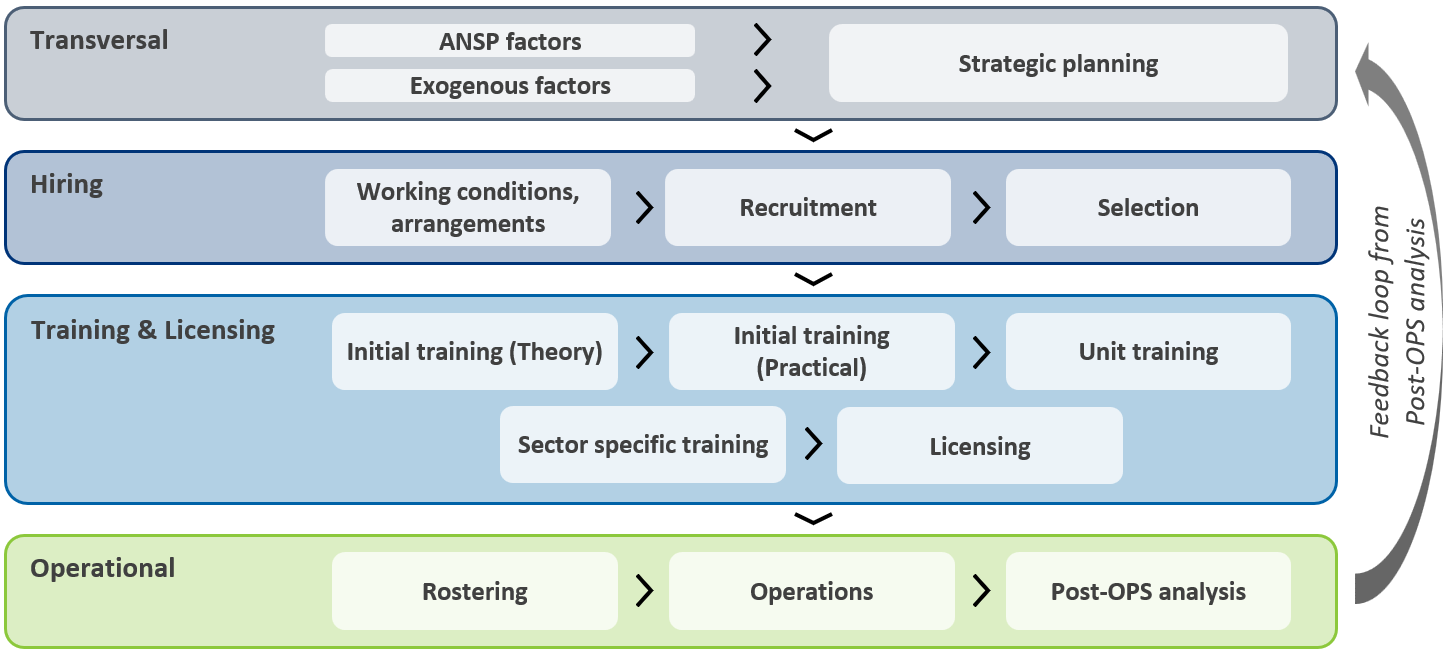 Transversal
ANSP factors
Exogenous factors
Strategic planning
Hiring
Working conditions,
arrangements
Recruitment
Selection
Training & Licensing
Initial training (Theory)
Initial training
(Practical)
Unit training
Sector specific training
Licensing
Operational
Rostering
Operations
Post-OPS analysis
Feedback loop from
Post-OPS analysis